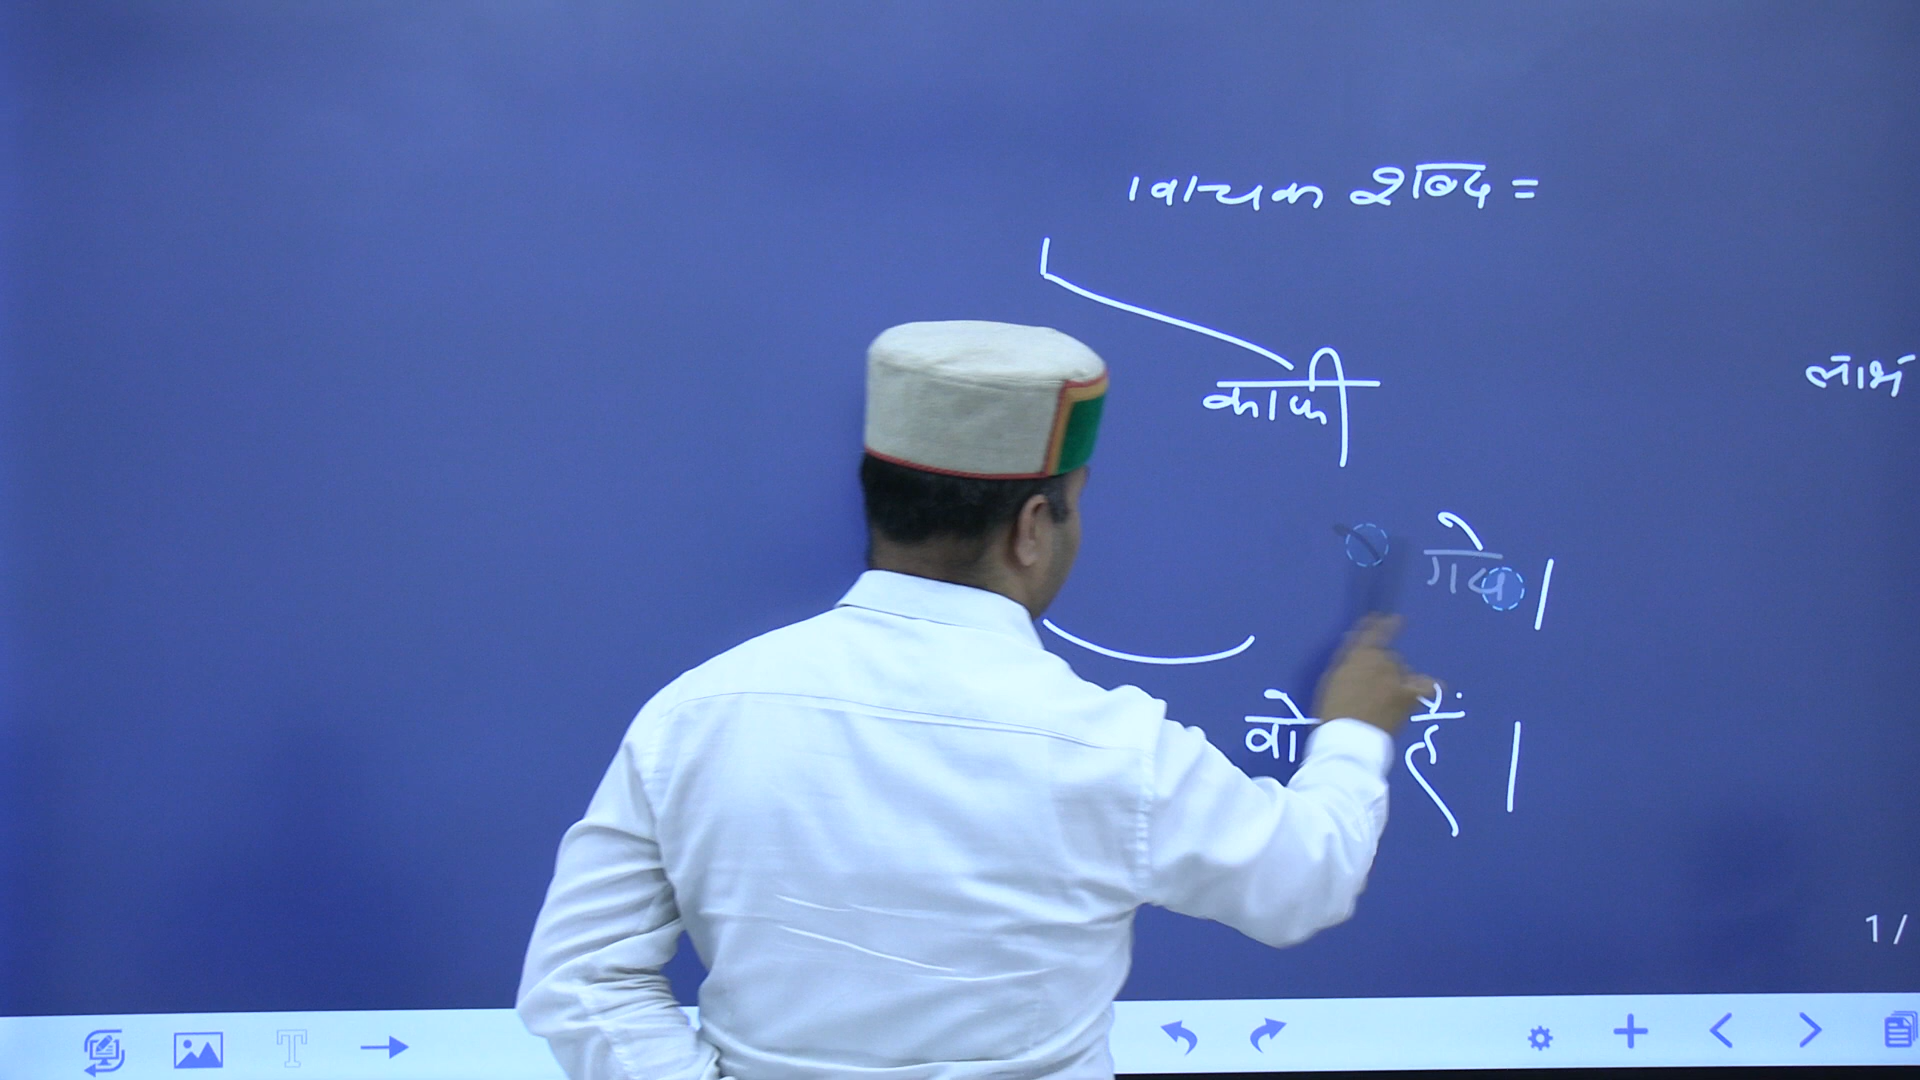 वाचक शब्द =
काफी
लाभ
गये |
हैं |
1 /